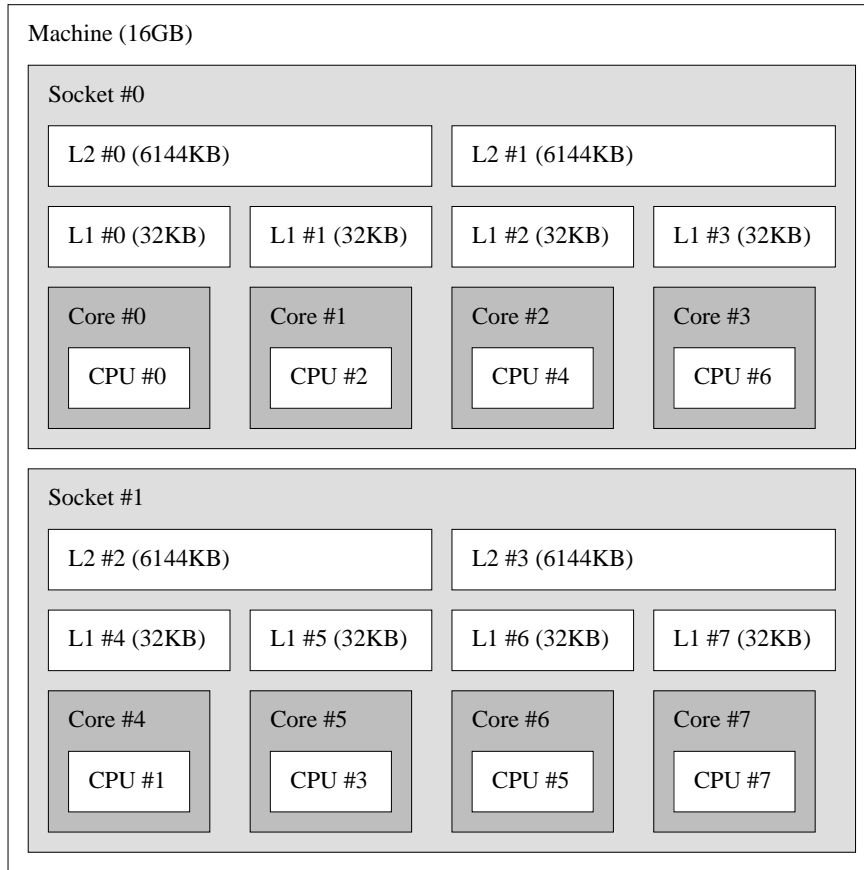 Machine (16GB)
Socket #0
L2 #0 (6144KB) L2 #1 (6144KB)
L1 #0 (32KB) L1 #1 (32KB) L1 #2 (32KB) L1 #3 (32KB)
Core #0 Core #1 Core #2 Core #3
CPU #0 CPU #2 CPU #4 CPU #6
Socket #1
L2 #2 (6144KB) L2 #3 (6144KB)
L1 #4 (32KB) L1 #5 (32KB) L1 #6 (32KB) L1 #7 (32KB)
Core #4 Core #5 Core #6 Core #7
CPU #1 CPU #3 CPU #5 CPU #7